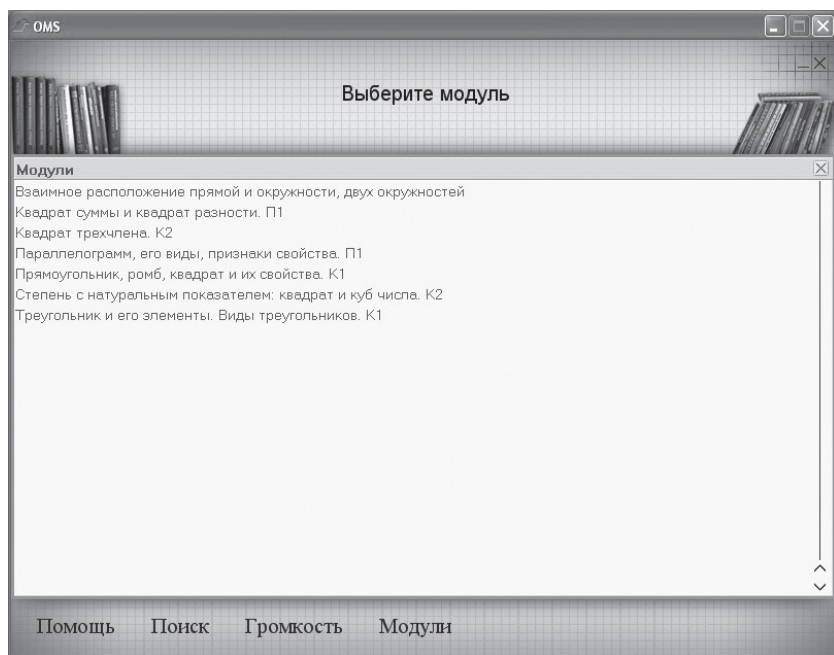 OMS
Выберите модуль
Модули
Взаимное расположение прямой и окружности, двух окружностей
Квадрат суммы и квадрат разности. П1
Квадрат трехчлена. К2
Параллелограмм, его виды, признаки свойства. П1
Прямоугольник, ромб, квадрат и их свойства. К1
Степень с натуральным показателем: квадрат и куб числа. К2
Треугольник и его элементы. Виды треугольников. К1
Помощь Поиск Громкость Модули